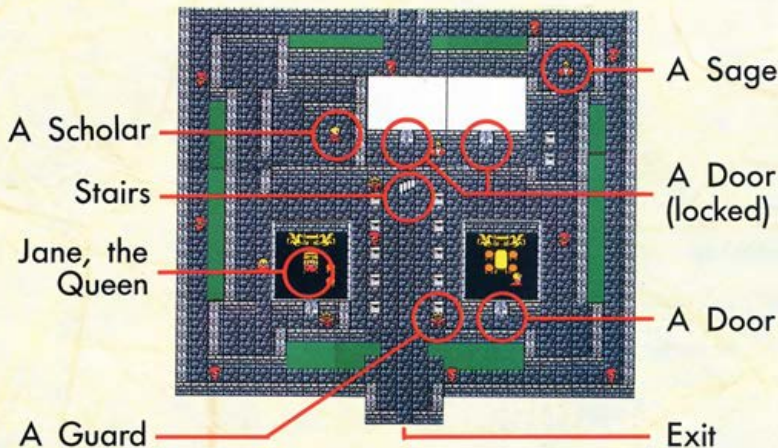 A Scholar
Stairs
Jane, the
Queen
A Guard
A Sage
A Door
(locked)
A Door
Exit